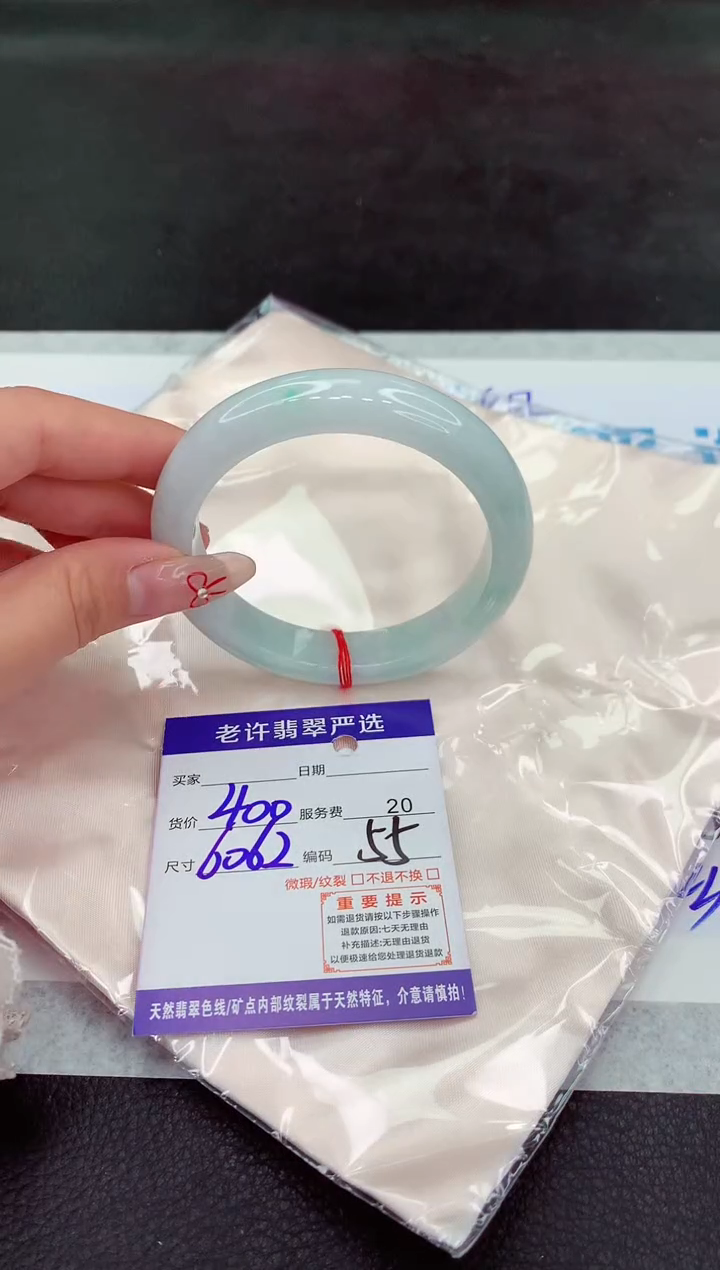 老许翡翠严选
买家 日期
货价 400 服务费 20
尺寸 6062 编码 55
微瑕/纹裂 □ 不退不换 □
重要提示
如需退货请按以下步骤操作
退款原因:七天无理由
补充描述:无理由退货
以便极速给您处理退货退款
天然翡翠色线/矿点内部纹裂属于天然特征，介意请慎拍!